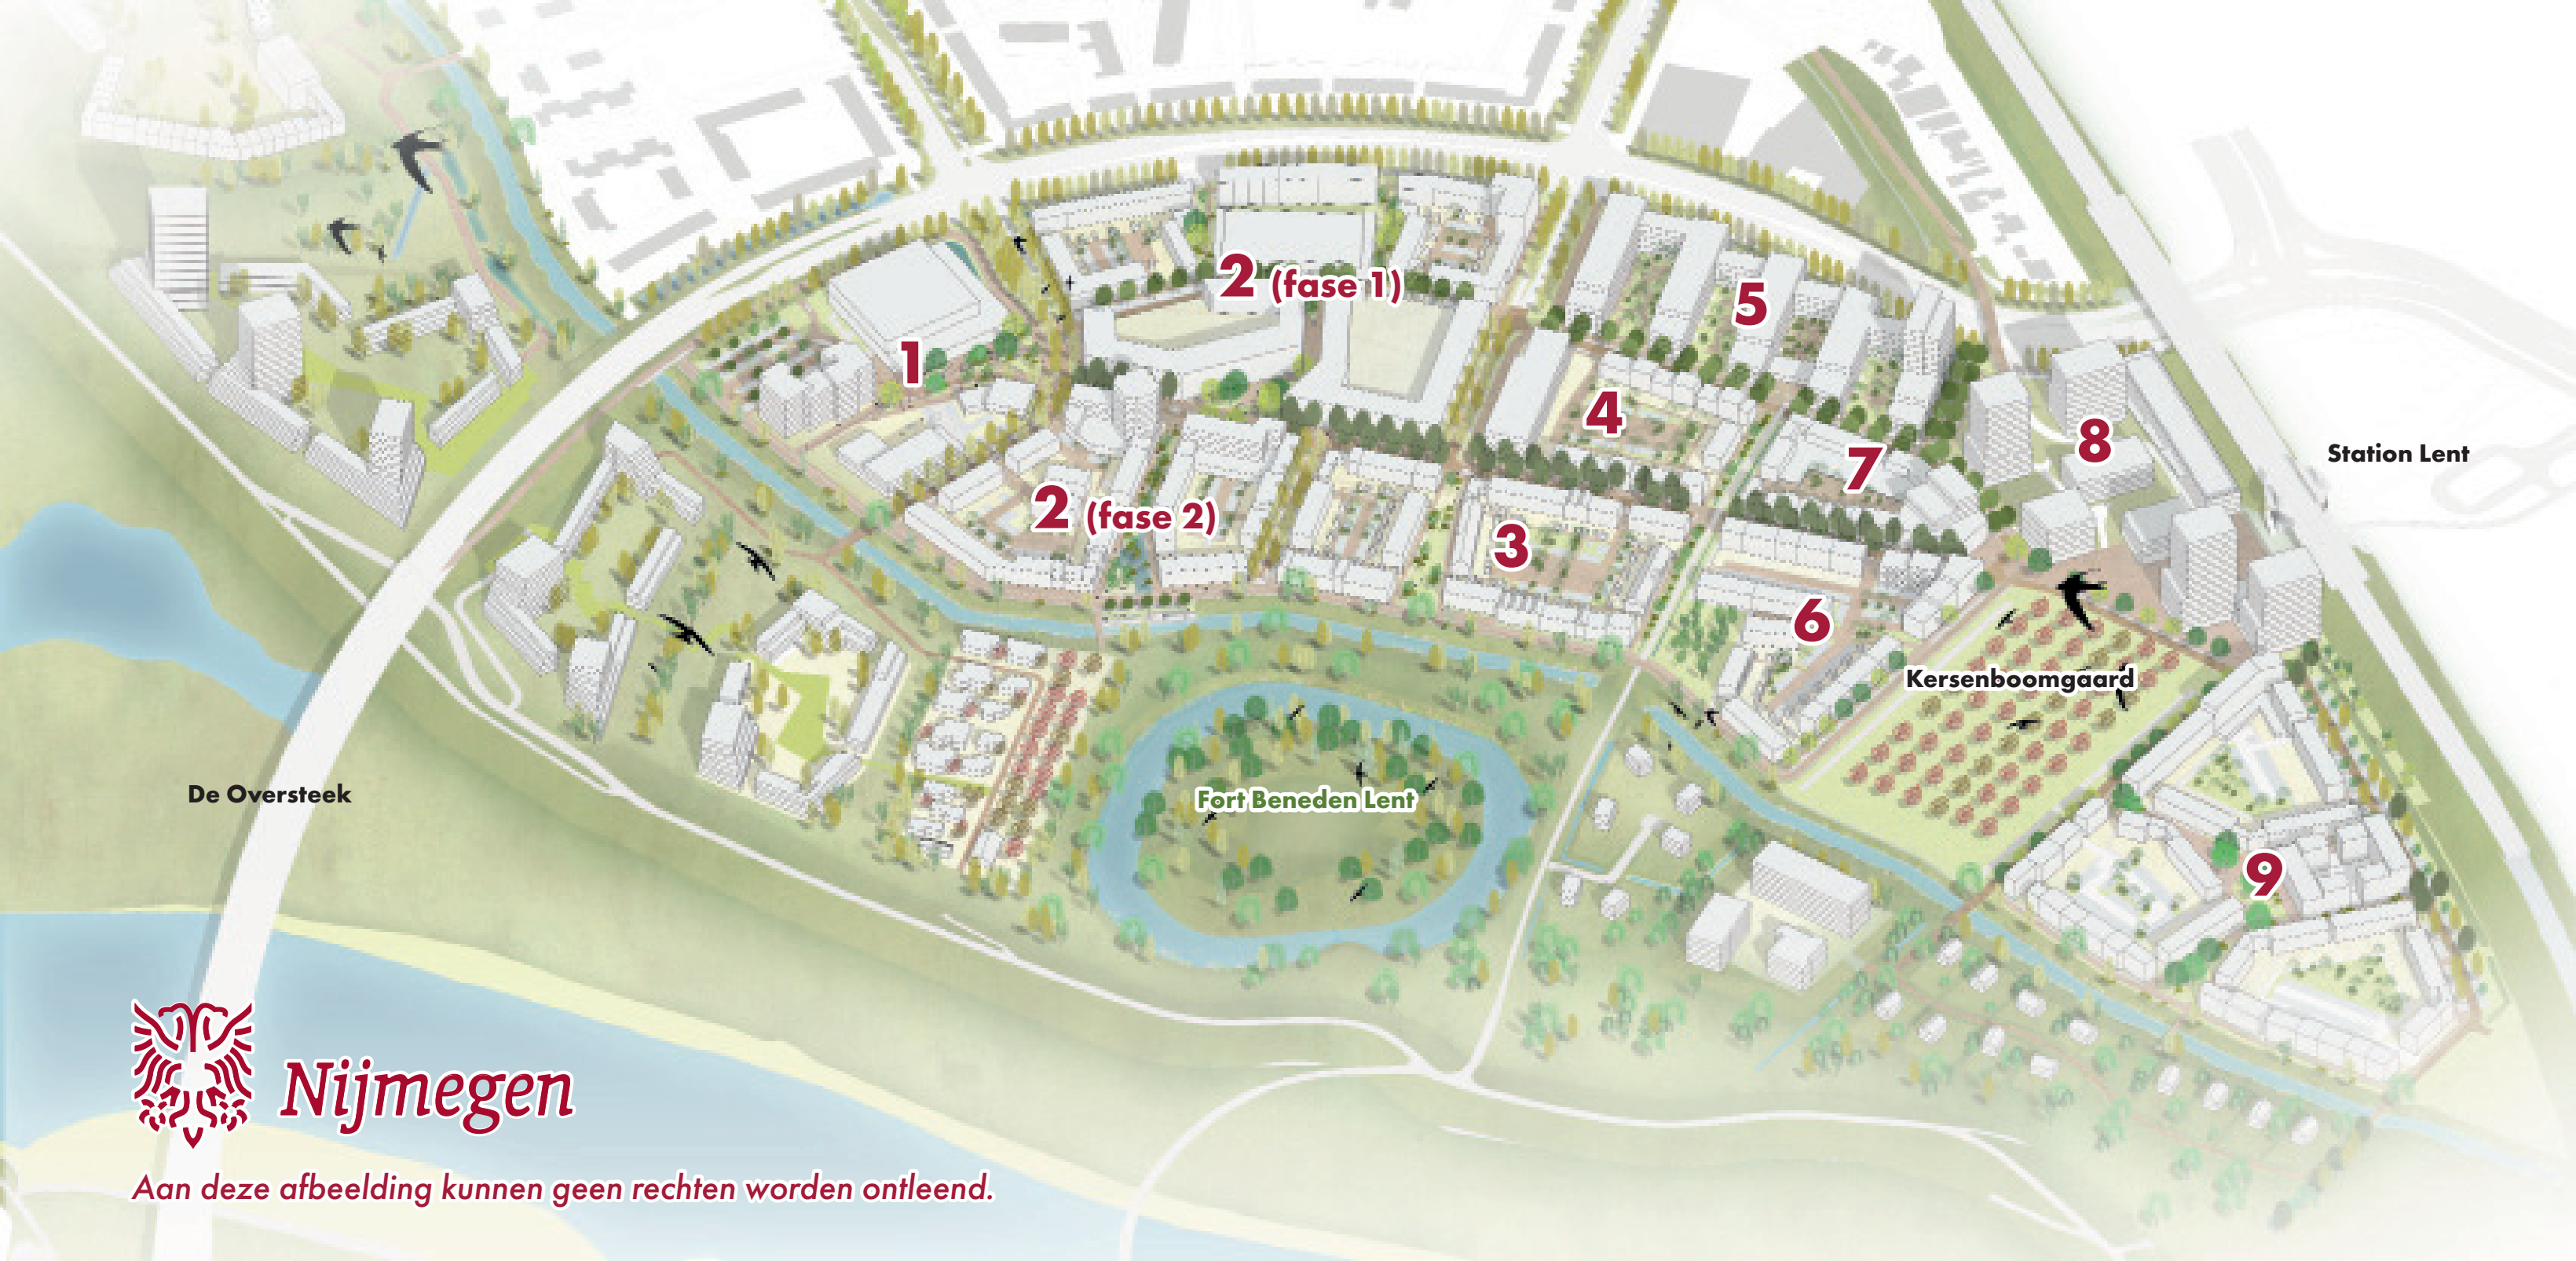 2 (fase 1)
5
1
4
8
Station Lent
7
2 (fase 2)
3
6
Kersenboomgaard
De Oversteek
Fort Beneden Lent
9
Nijmegen
Aan deze afbeelding kunnen geen rechten worden ontleend.